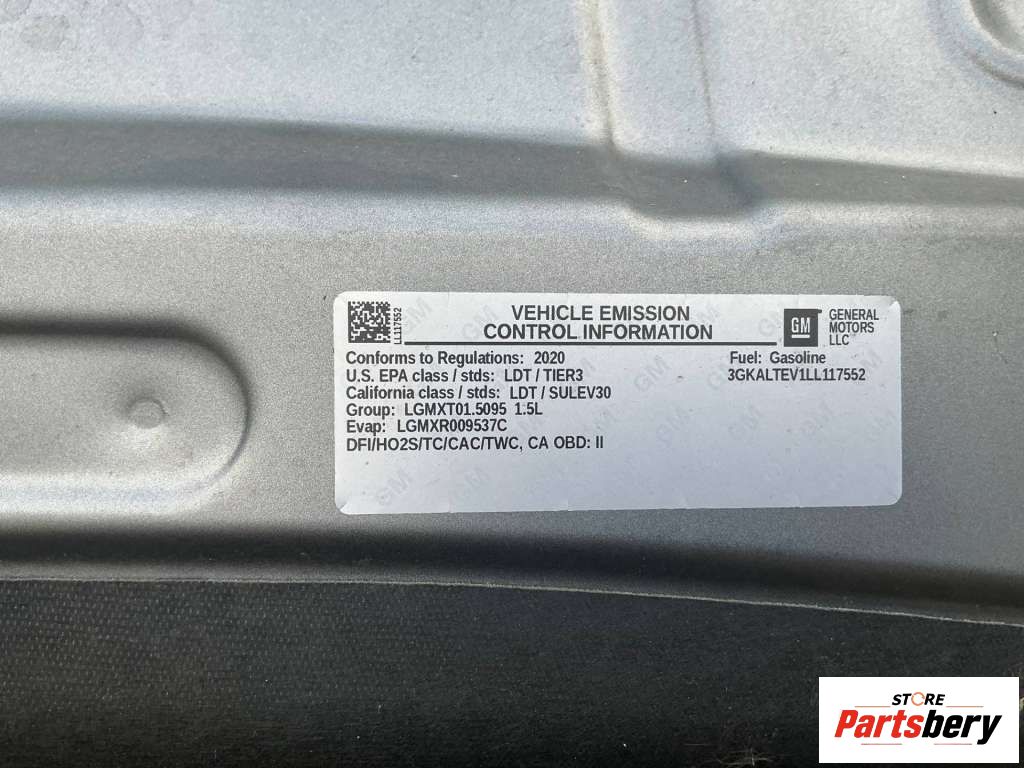 VEHICLE EMISSION
CONTROL INFORMATION
LL117552
GM
GENERAL
MOTORS
LLC
Conforms to Regulations: 2020
Fuel: Gasoline
U.S. EPA class / stds: LDT / TIER3
3GKALTEV1LL117552
California class / stds: LDT / SULEV30
Group: LGMXT01.5095 1.5L
Evap: LGMXR009537C
DFI/HO2S/TC/CAC/TWC, CA OBD: II
STORE
Partsbery